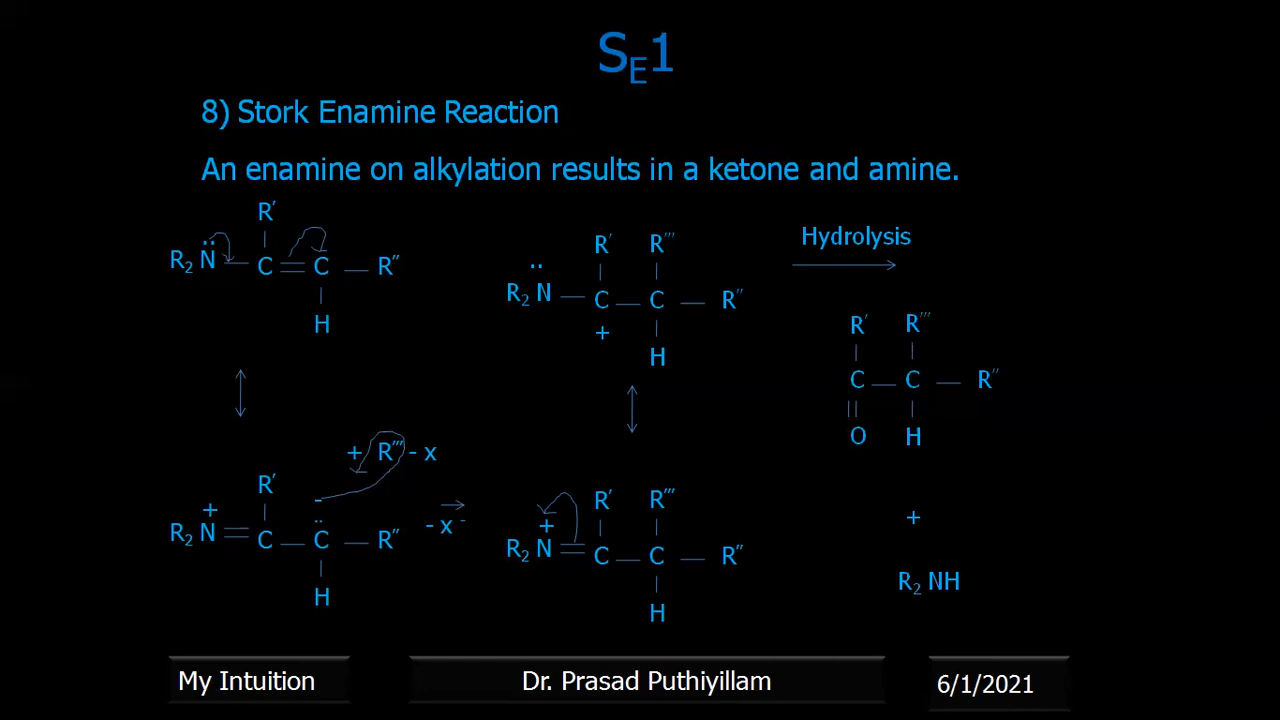 S_E1
8) Stork Enamine Reaction
An enamine on alkylation results in a ketone and amine.
R′
R₂ N̈ — C = C — R″
H
R′ R‴
R₂ N̈ — C — C — R″
+
H
Hydrolysis
R′ R‴
C — C — R″
O H
+ R‴ - x
R′ -
+ ..
R₂ N = C — C — R″
H
- x⁻
R′ R‴
+
R₂ N = C — C — R″
H
+
R₂ NH
My Intuition
Dr. Prasad Puthiyillam
6/1/2021